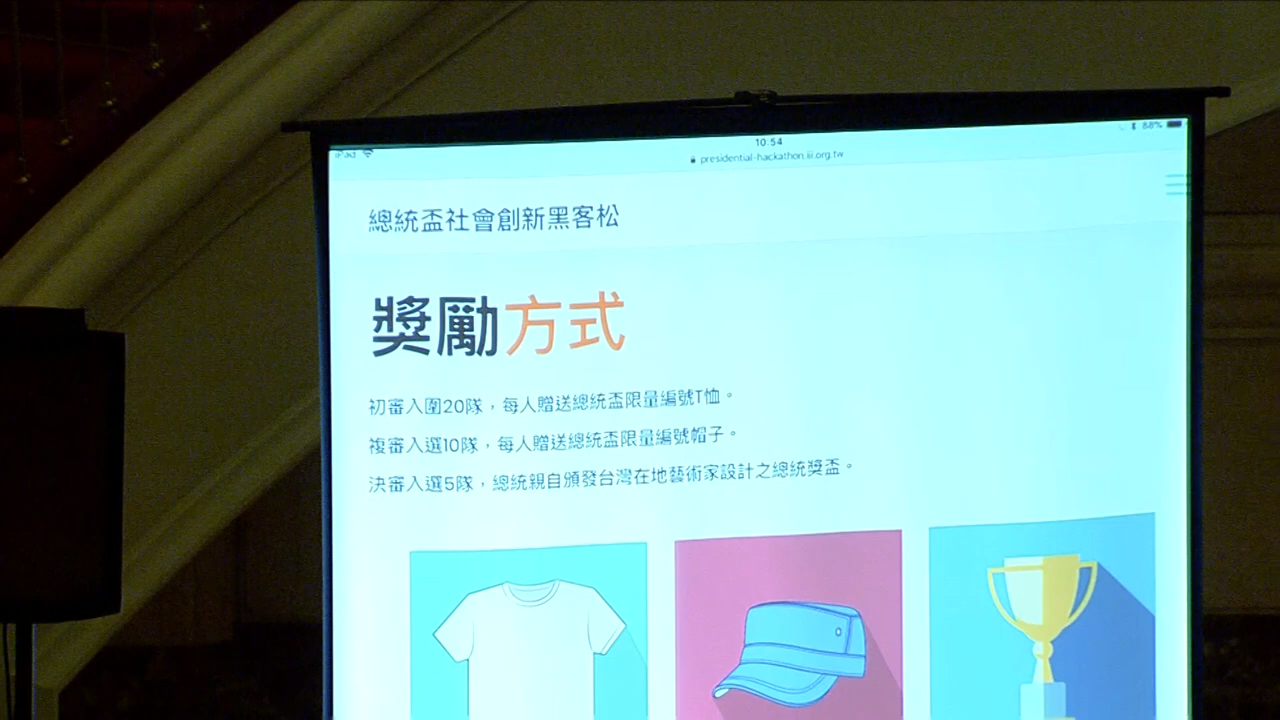 10:54
88%
presidential-hackathon.iii.org.tw
總統盃社會創新黑客松
獎勵方式
初審入圍20隊，每人贈送總統盃限量編號T恤。
複審入選10隊，每人贈送總統盃限量編號帽子。
決審入選5隊，總統親自頒發台灣在地藝術家設計之總統獎盃。